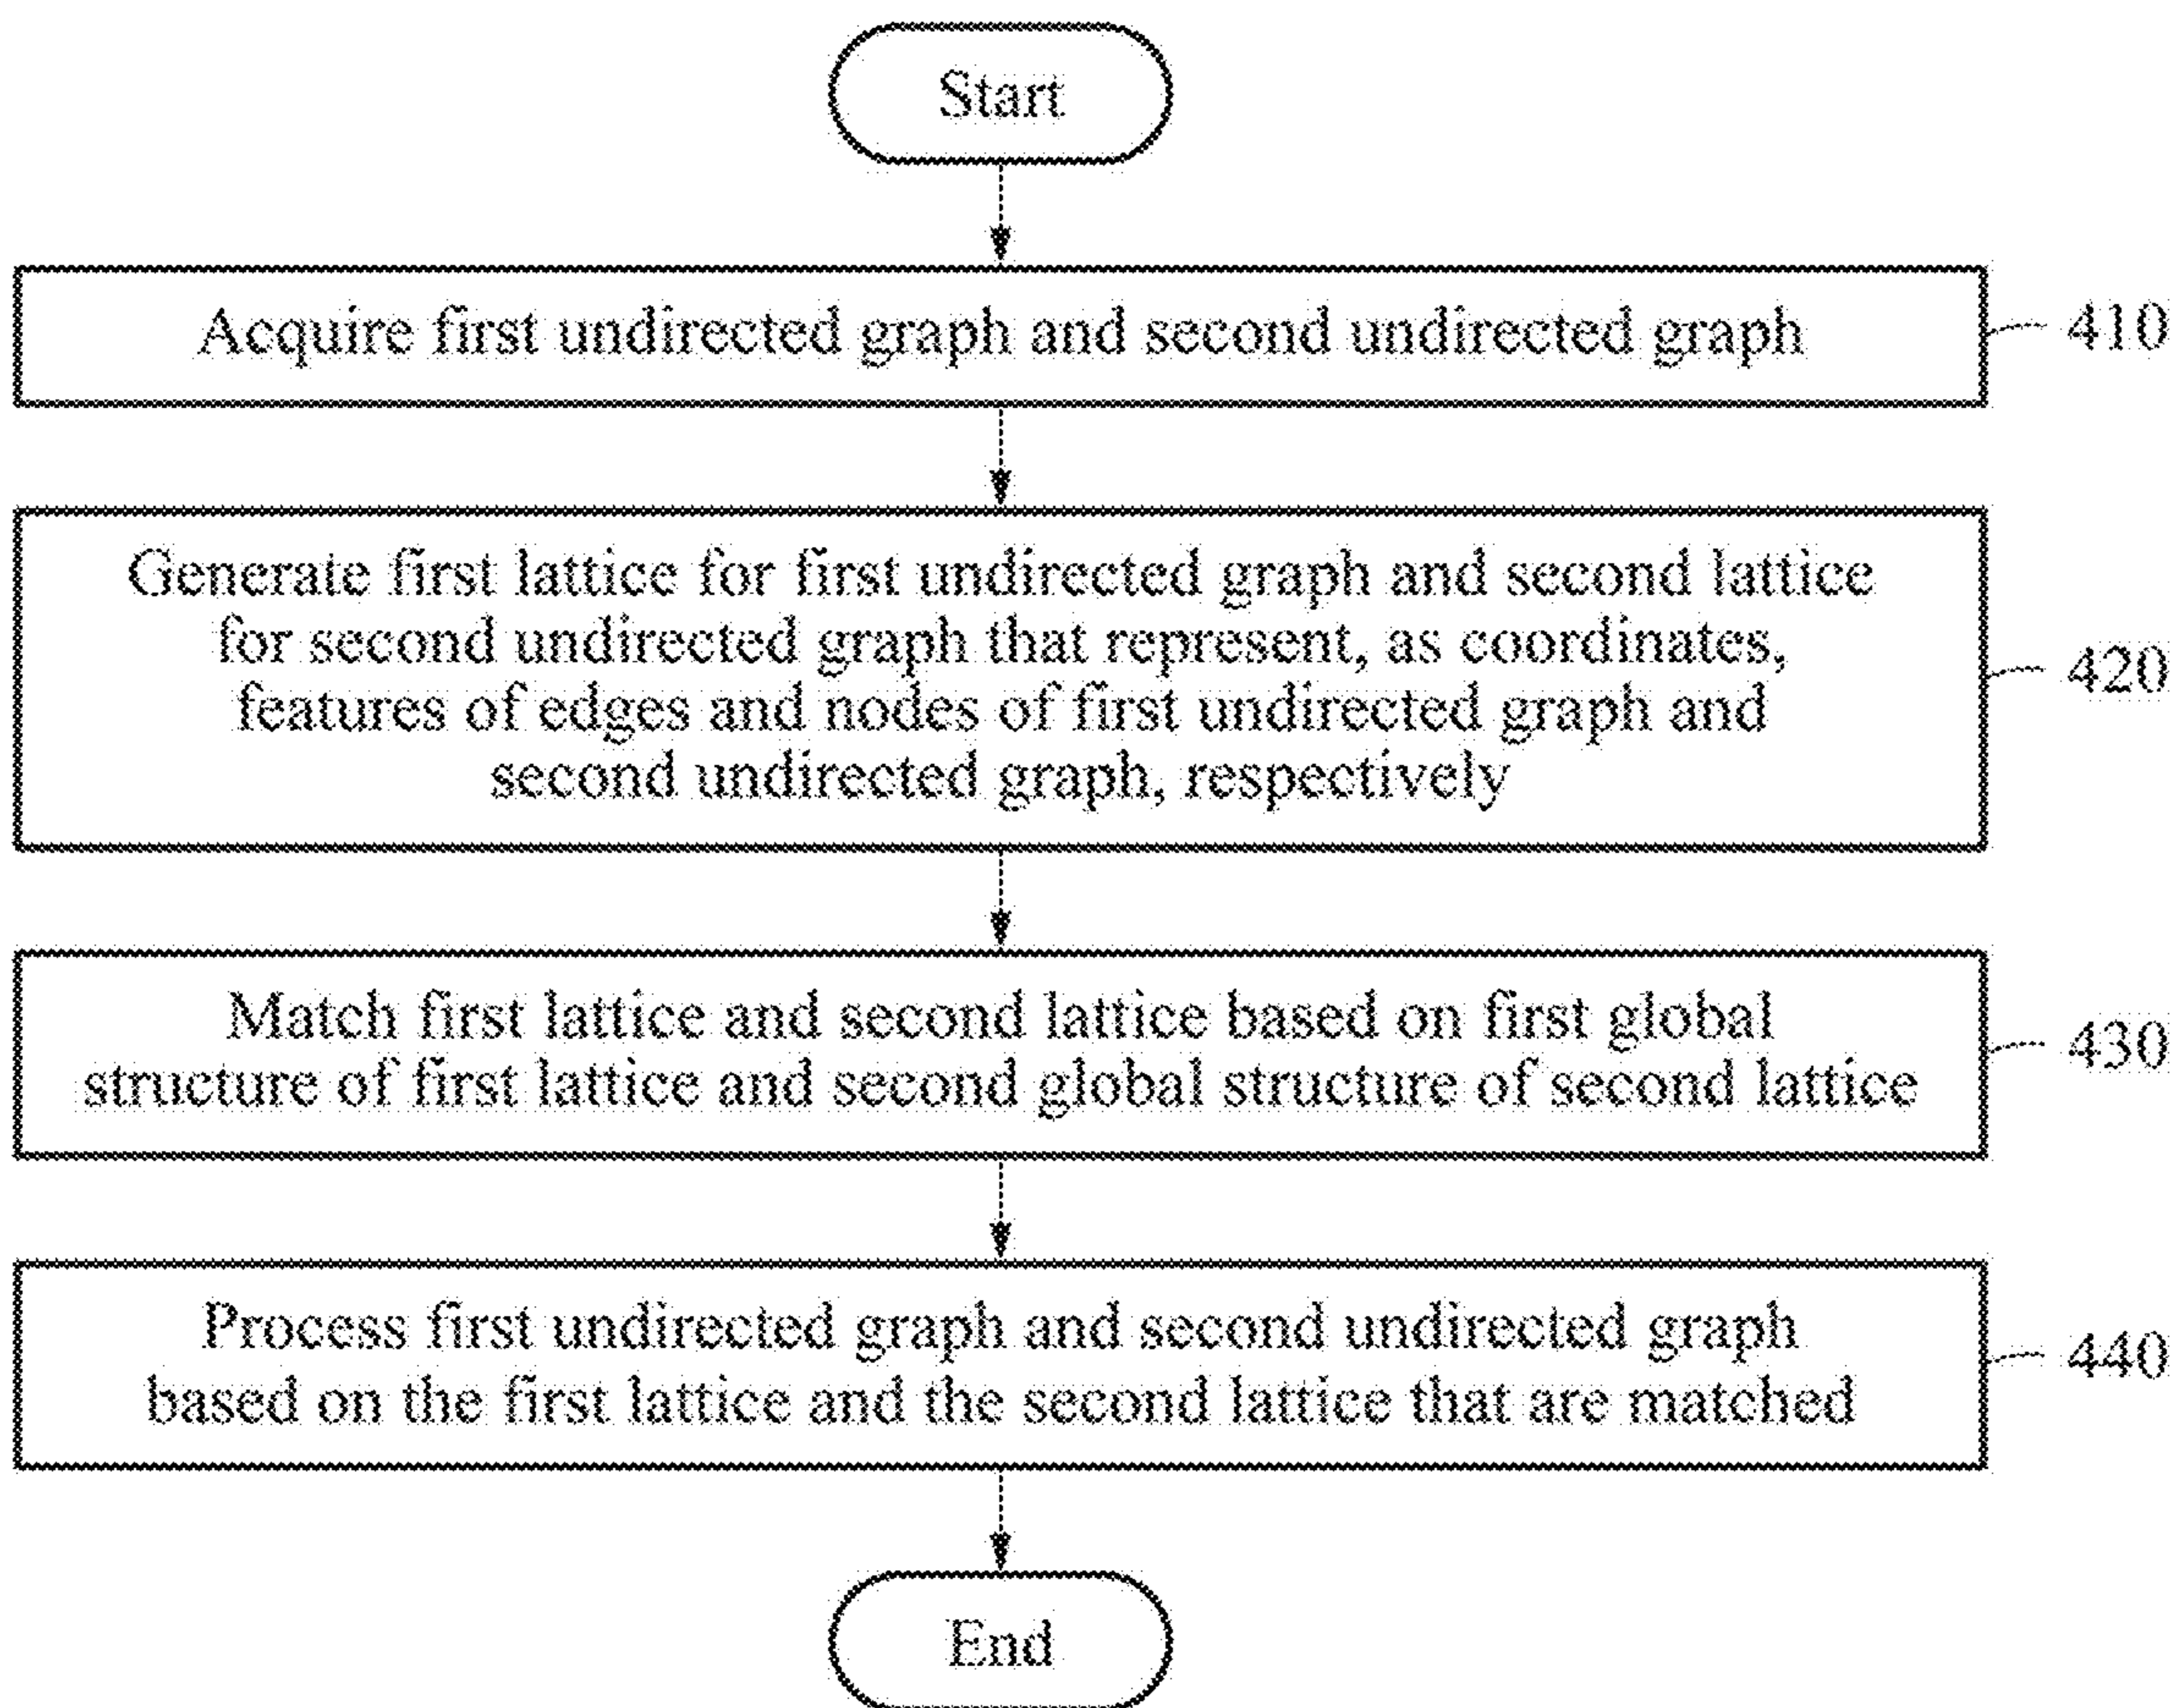 Start
Acquire first undirected graph and second undirected graph
410
Generate first lattice for first undirected graph and second lattice
for second undirected graph that represent, as coordinates,
features of edges and nodes of first undirected graph and
second undirected graph, respectively
420
Match first lattice and second lattice based on first global
structure of first lattice and second global structure of second lattice
430
Process first undirected graph and second undirected graph
based on the first lattice and the second lattice that are matched
440
End